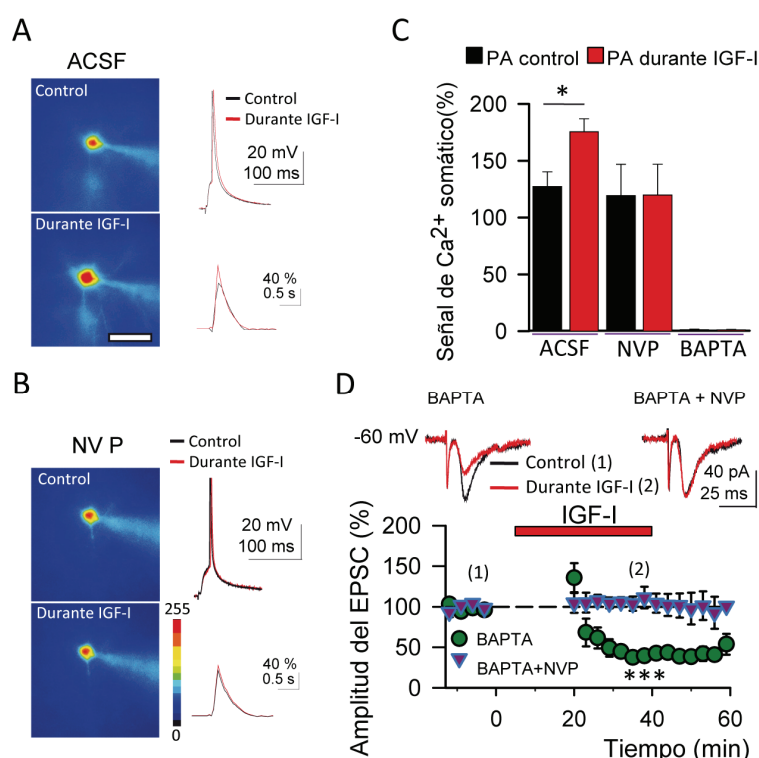 A
ACSF
Control
Durante IGF-I
Control
Durante IGF-I
20 mV
100 ms
40 %
0.5 s
B
NV P
Control
Durante IGF-I
255
0
Control
Durante IGF-I
20 mV
100 ms
40 %
0.5 s
C
PA control
PA durante IGF-I
*
Señal de Ca2+ somático(%)
200
150
100
50
0
ACSF
NVP
BAPTA
D
BAPTA
BAPTA + NVP
-60 mV
Control (1)
Durante IGF-I (2)
40 pA
25 ms
IGF-I
Amplitud del EPSC (%)
200
150
100
50
0
(1)
(2)
BAPTA
BAPTA+NVP
***
0
20
40
60
Tiempo (min)